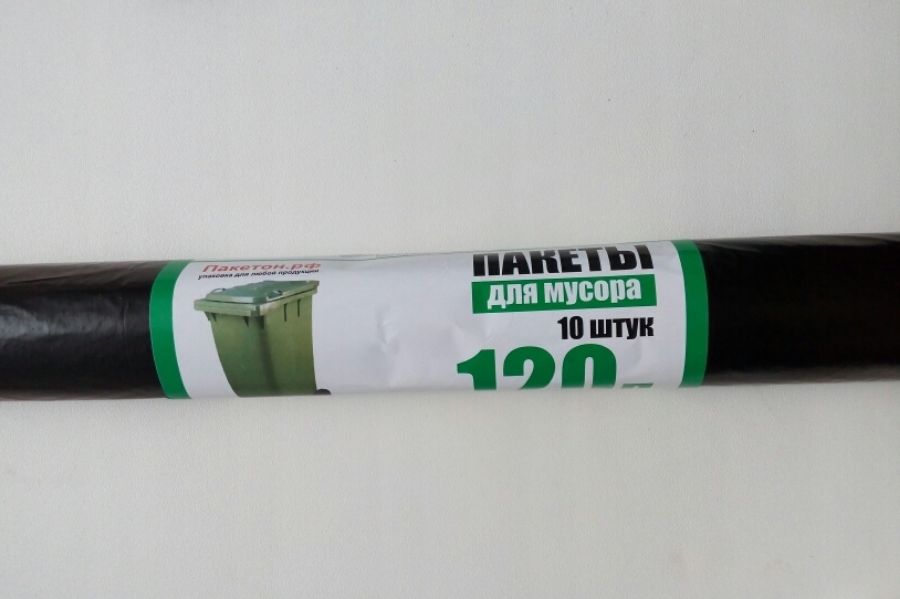 Пакетон.рф
упаковка для любой продукции
ПАКЕТЫ
для мусора
10 штук
120 л